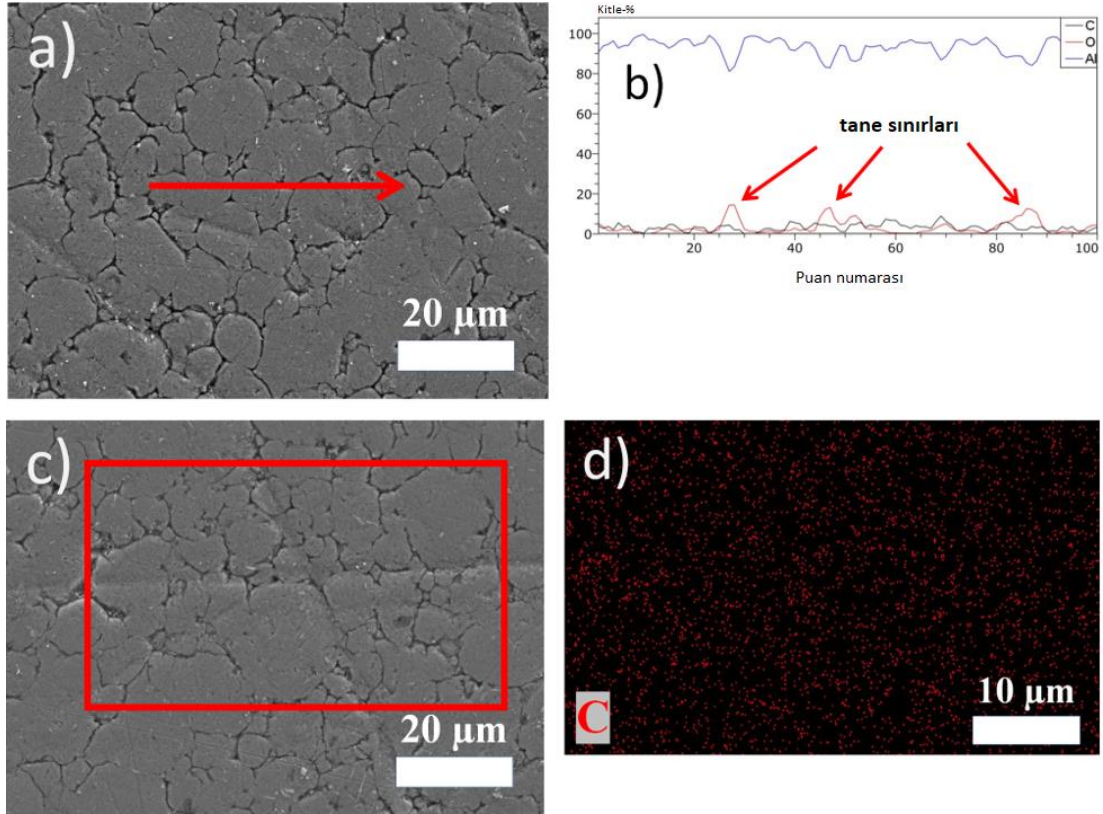 a)
20 µm
Kitle-%
100
80
60
40
20
0
C
O
Al
b)
tane sınırları
20
40
60
80
100
Puan numarası
c)
20 µm
d)
C
10 µm